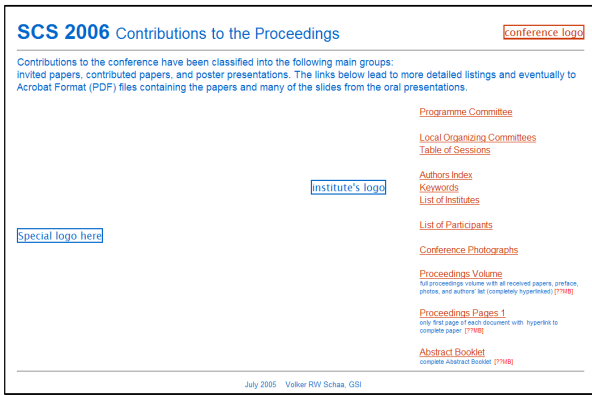 SCS 2006 Contributions to the Proceedings
conference logo
Contributions to the conference have been classified into the following main groups:
invited papers, contributed papers, and poster presentations. The links below lead to more detailed listings and eventually to
Acrobat Format (PDF) files containing the papers and many of the slides from the oral presentations.
Programme Committee
Local Organizing Committees
Table of Sessions
Authors Index
institute's logo
Keywords
List of Institutes
List of Participants
Special logo here
Conference Photographs
Proceedings Volume
full proceedings volume with all received papers, preface,
photos, and authors' list (completely hyperlinked) [??MB]
Proceedings Pages 1
only first page of each document with hyperlink to
complete paper [??MB]
Abstract Booklet
complete Abstract Booklet [??MB]
July 2005 Volker RW Schaa, GSI